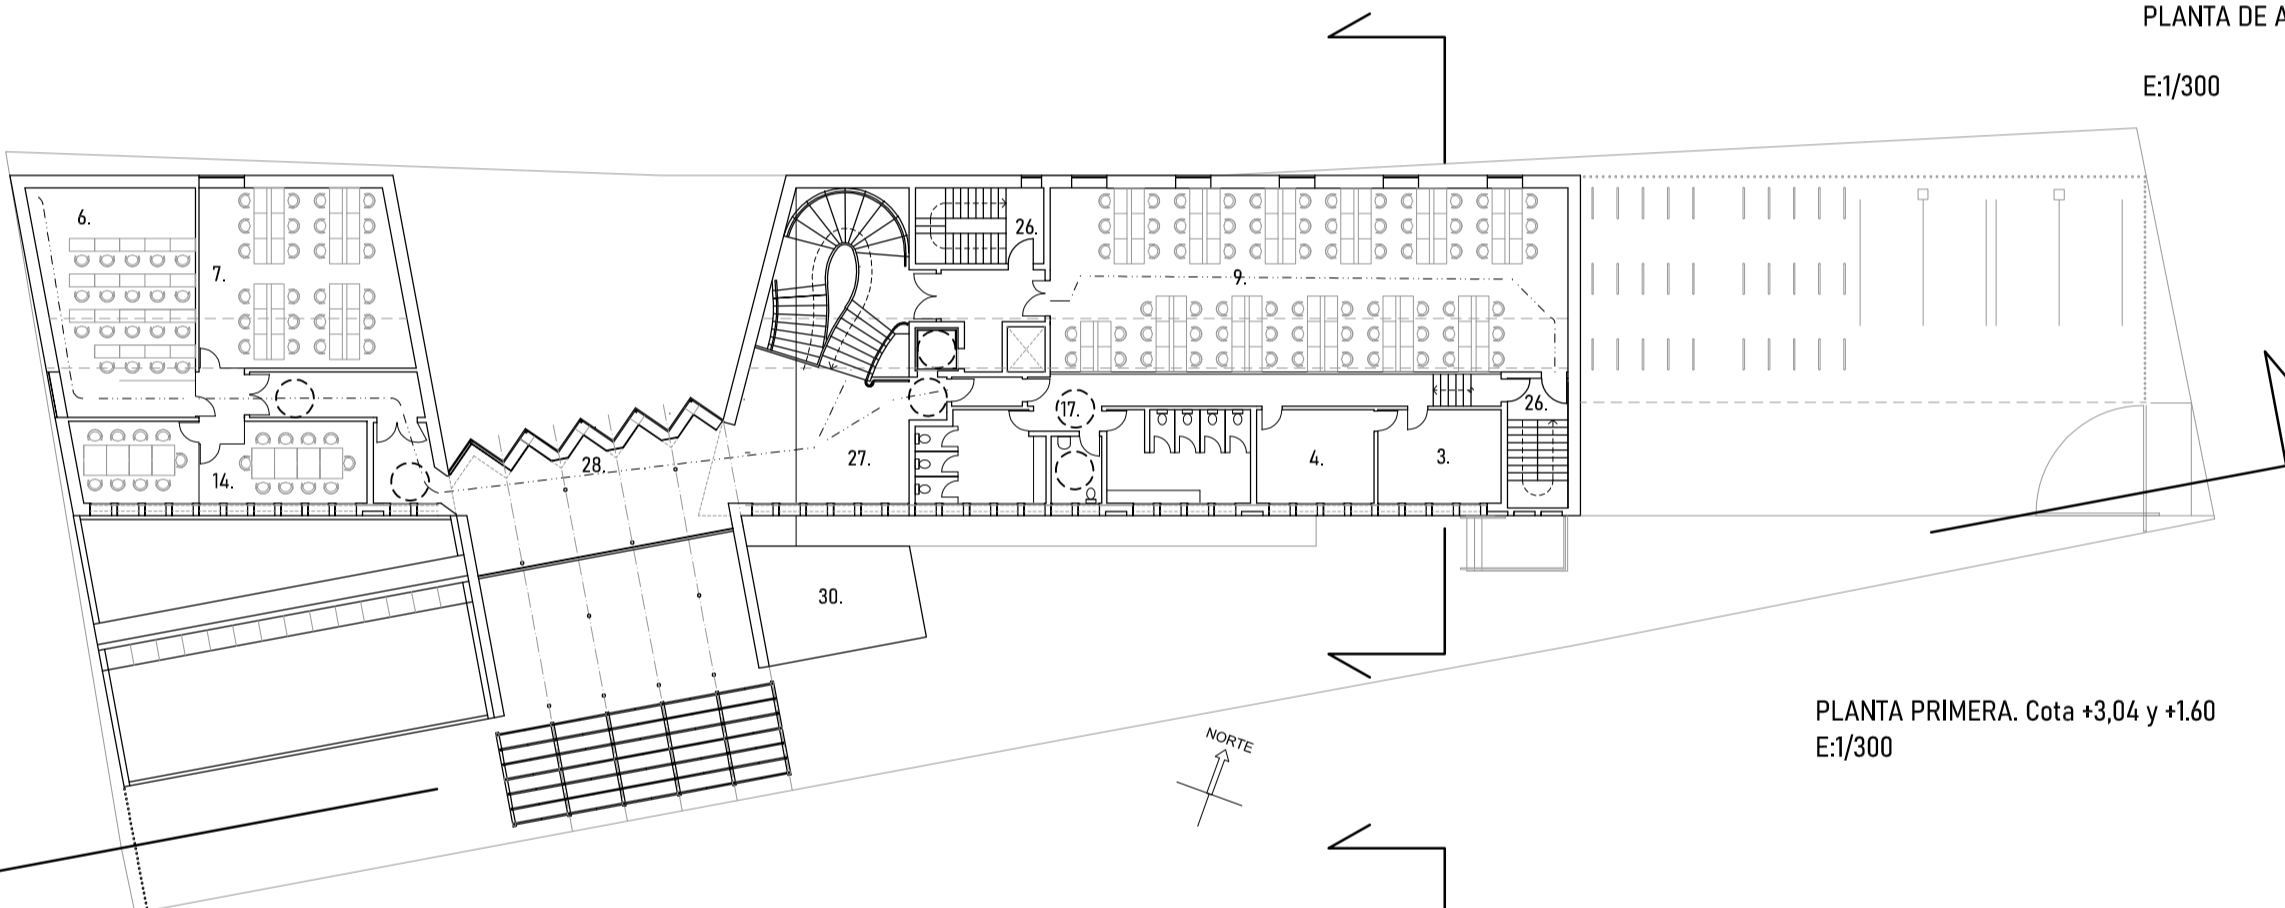 PLANTA DE A
E:1/300
6.
7.
26.
9.
17.
26.
14.
28.
27.
4.
3.
30.
NORTE
PLANTA PRIMERA. Cota +3,04 y +1.60
E:1/300